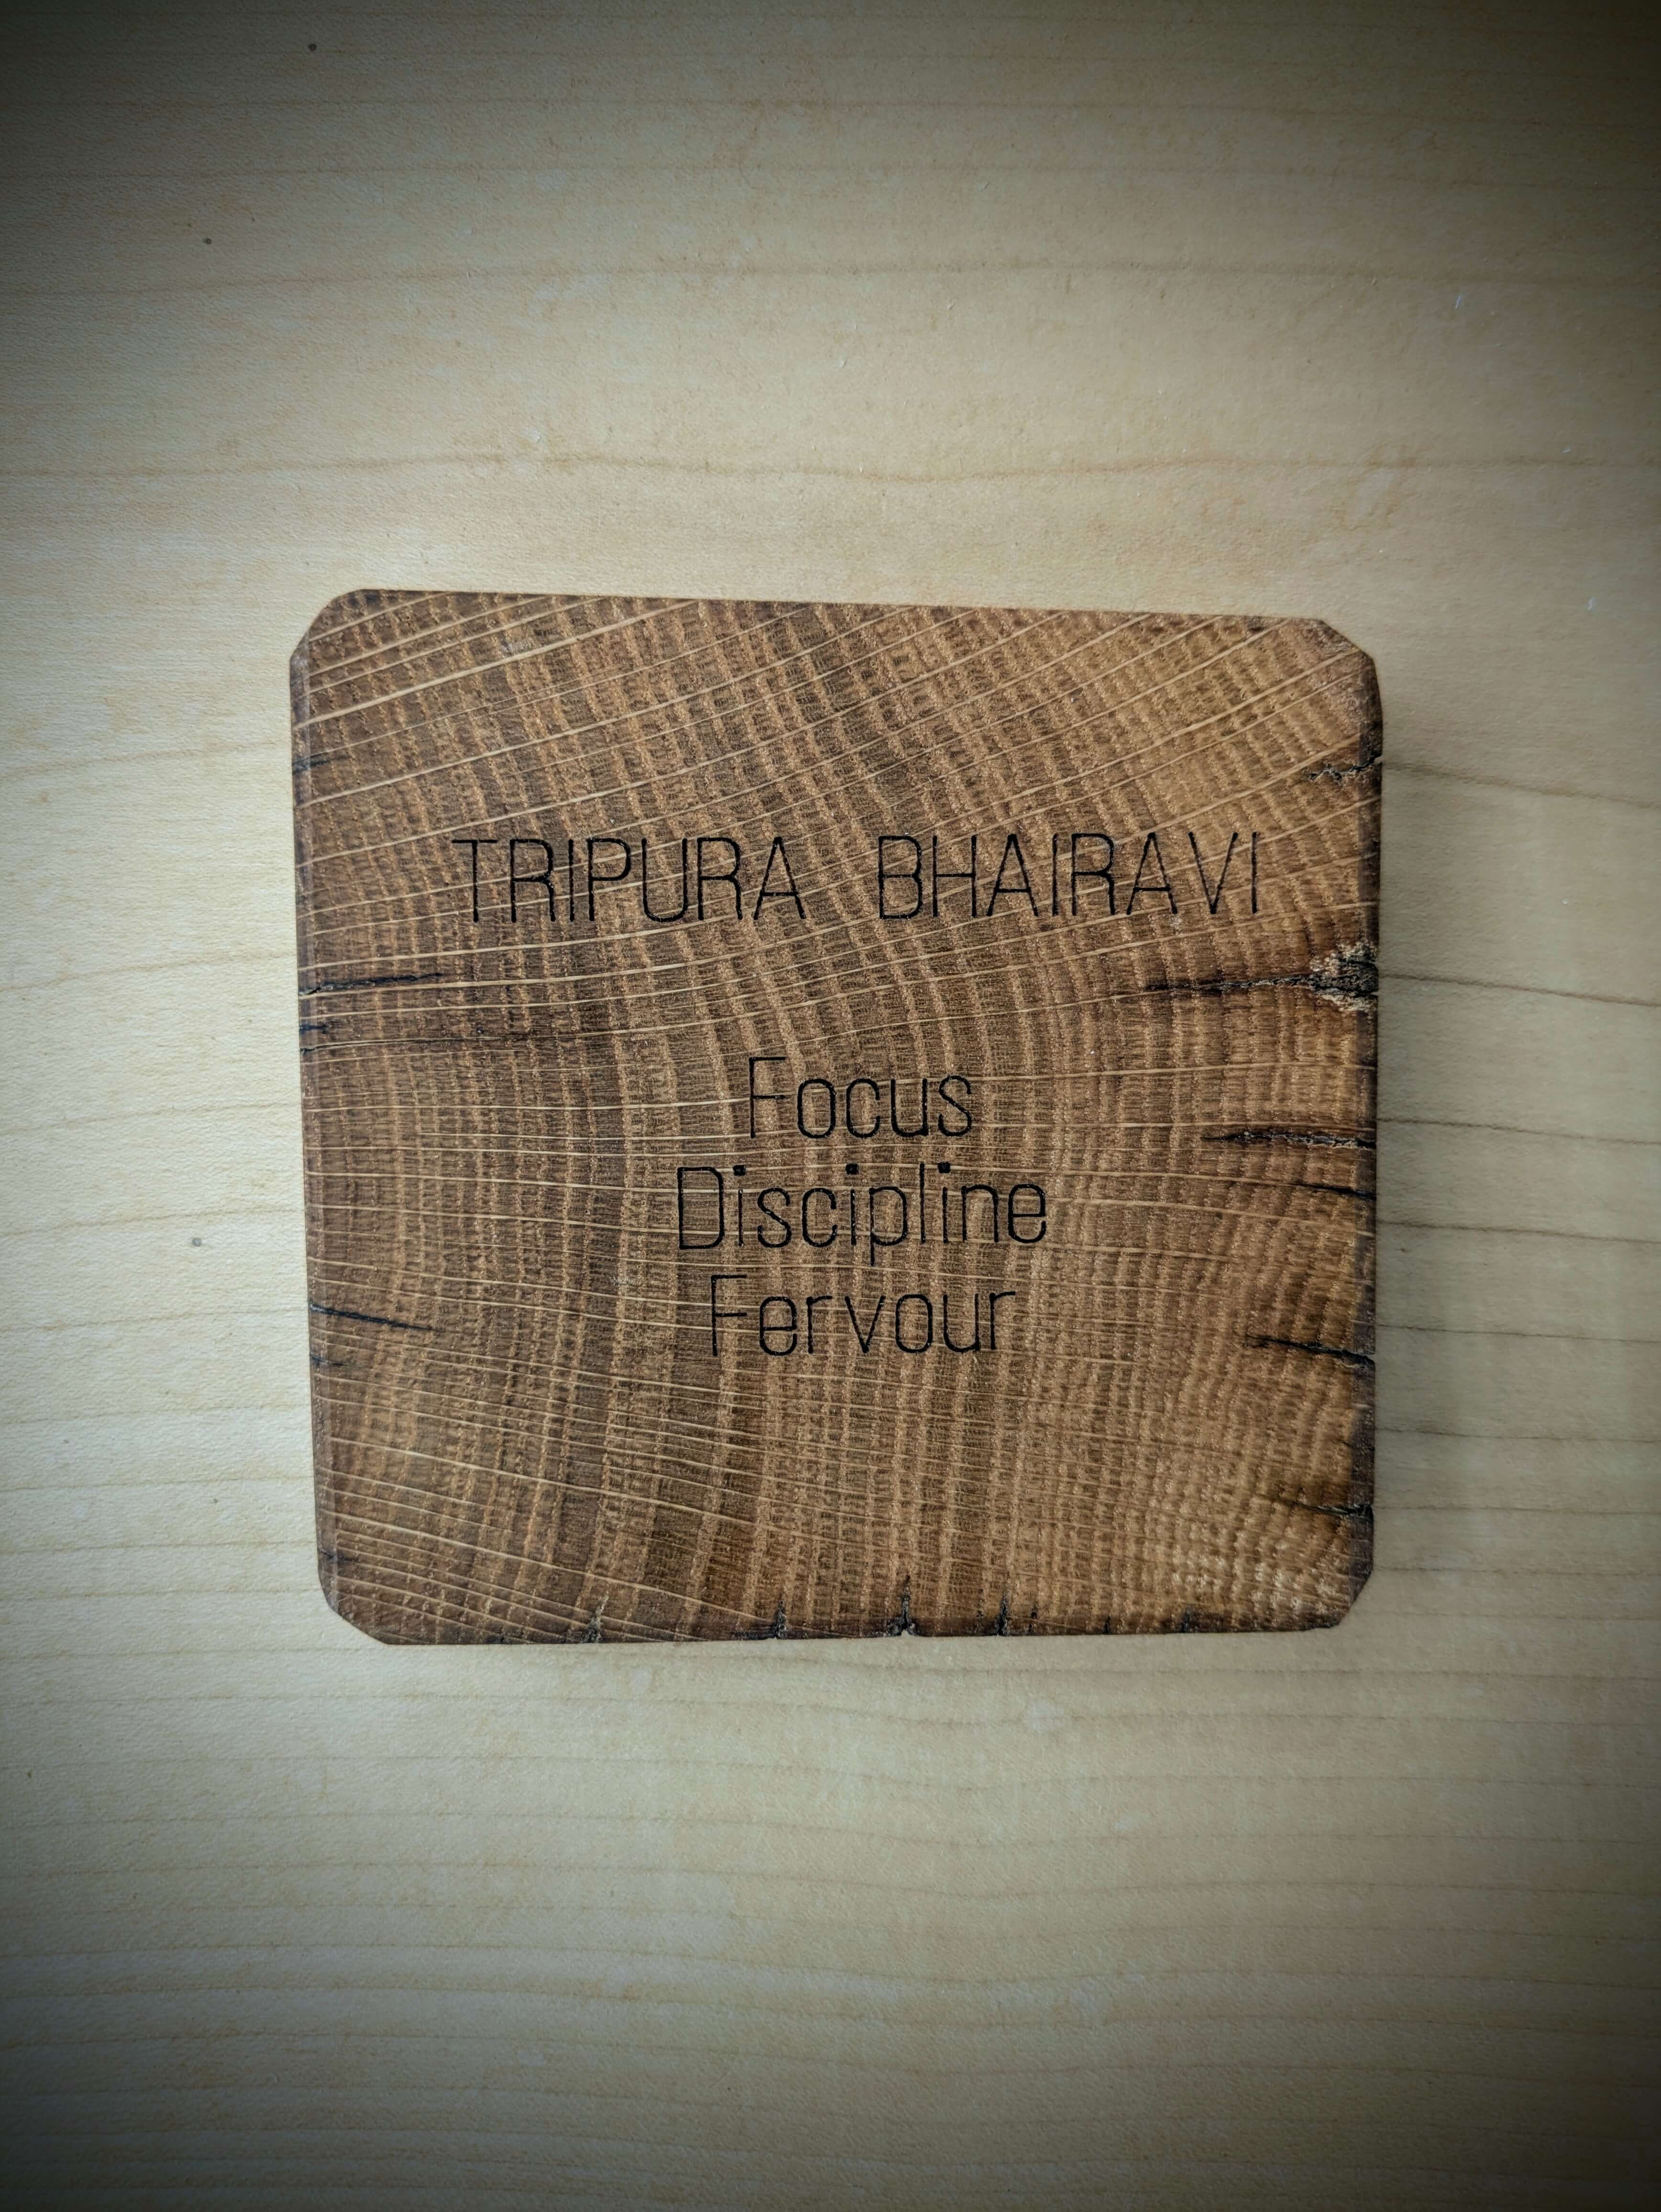 TRIPURA BHAIRAVI
Focus
Discipline
Fervour